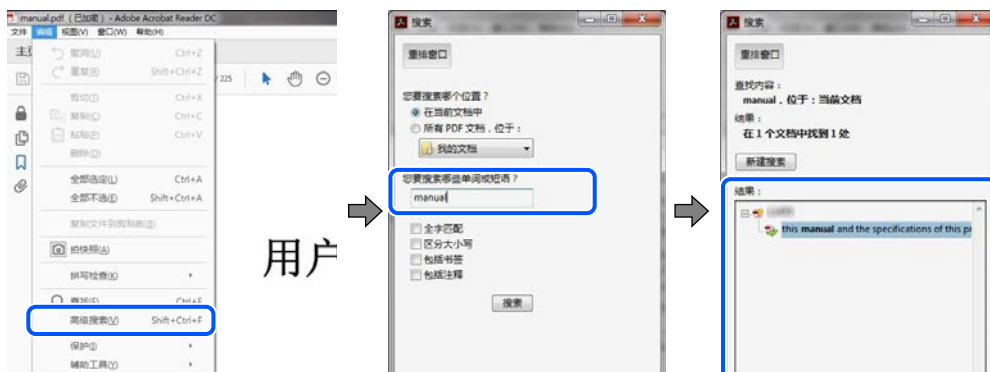 manual.pdf （已加密）- Adobe Acrobat Reader DC
文件 编辑 视图(V) 窗口(W) 帮助(H)
主页
撤消(U) Ctrl+Z
重复(R) Shift+Ctrl+Z
/ 225
剪切(T) Ctrl+X
复制(C) Ctrl+C
粘贴(P) Ctrl+V
删除(D)
全部选定(L) Ctrl+A
全部不选(E) Shift+Ctrl+A
复制文件到剪贴板(B)
拍快照(A)
拼写检查(K)
查找(F) Ctrl+F
高级搜索(V) Shift+Ctrl+F
保护(I)
辅助工具(Y)
用户
搜索
重排窗口
您要搜索哪个位置？
在当前文档中
所有 PDF 文档，位于：
我的文档
您要搜索哪些单词或短语？
manual
全字匹配
区分大小写
包括书签
包括注释
搜索
搜索
重排窗口
查找内容：
manual，位于：当前文档
结果：
在 1 个文档中找到 1 处
新建搜索
结果：
this manual and the specifications of this pr